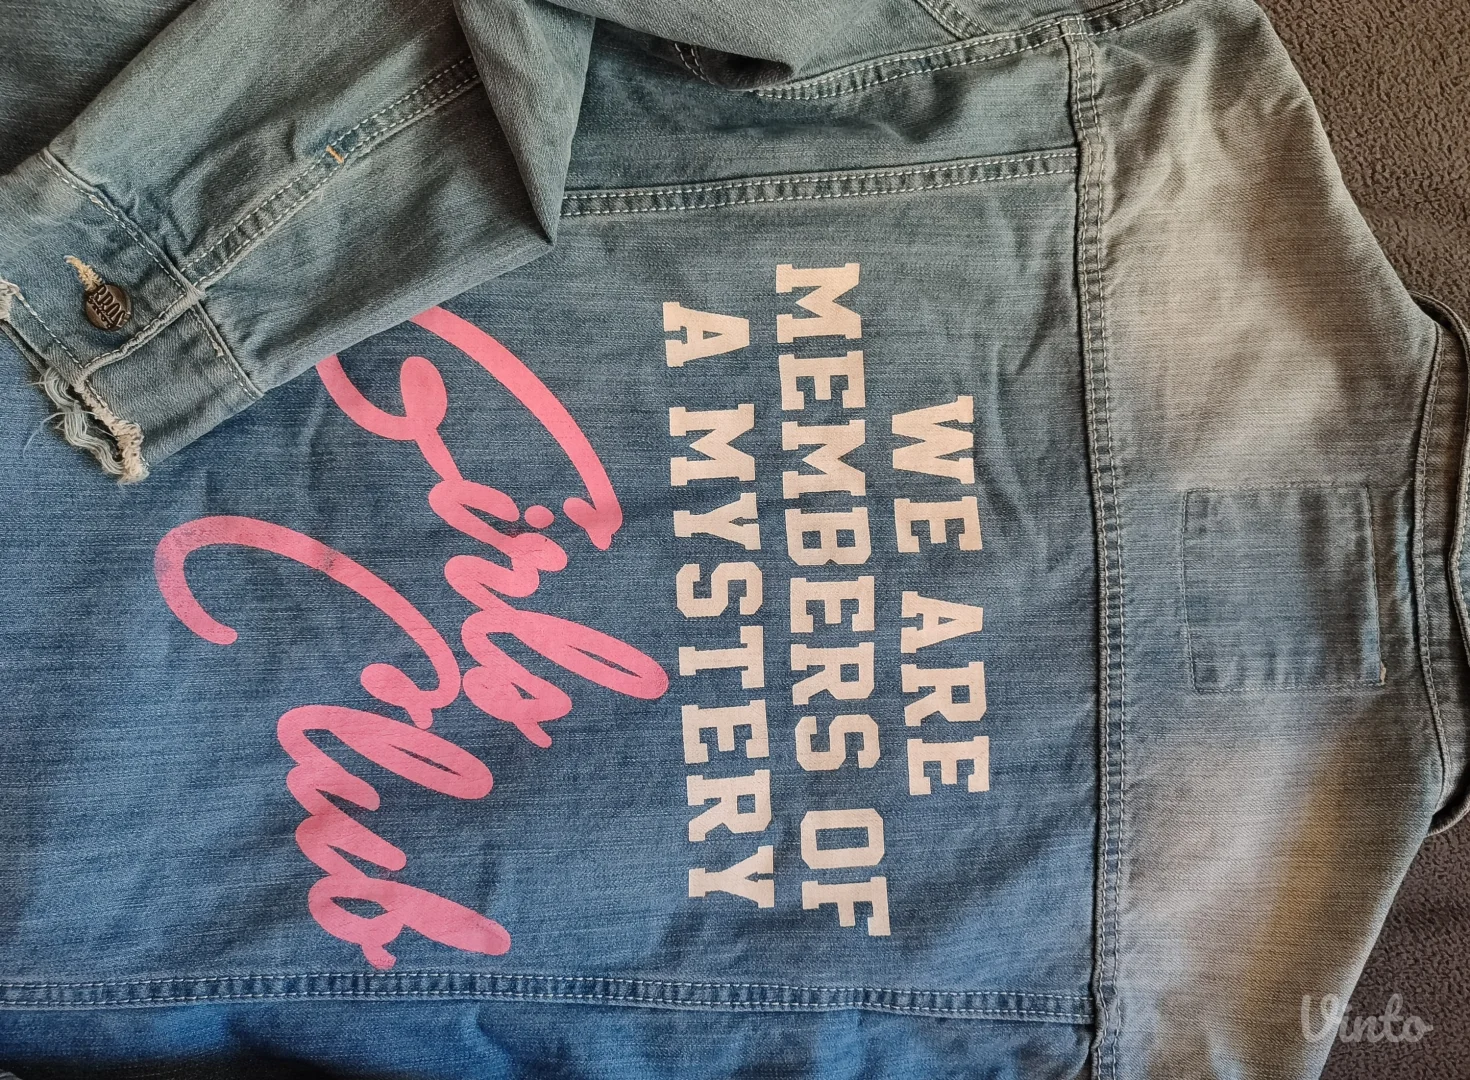 WE ARE
MEMBERS OF
A MYSTERY
Girls
Club
Vinto